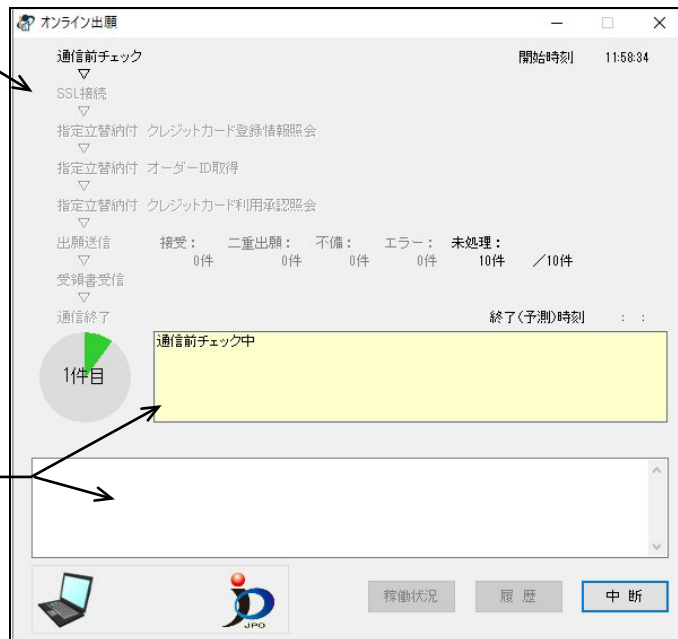 オンライン出願
通信前チェック 開始時刻 11:58:34
▽
SSL接続
▽
指定立替納付 クレジットカード登録情報照会
▽
指定立替納付 オーダーID取得
▽
指定立替納付 クレジットカード利用承認照会
▽
出願送信 接受： 二重出願： 不備： エラー： 未処理：
▽ 0件 0件 0件 0件 10件 ／10件
受領書受信
▽
通信終了 終了(予測)時刻 : :
通信前チェック中
1件目
JPO
稼働状況 履 歴 中 断